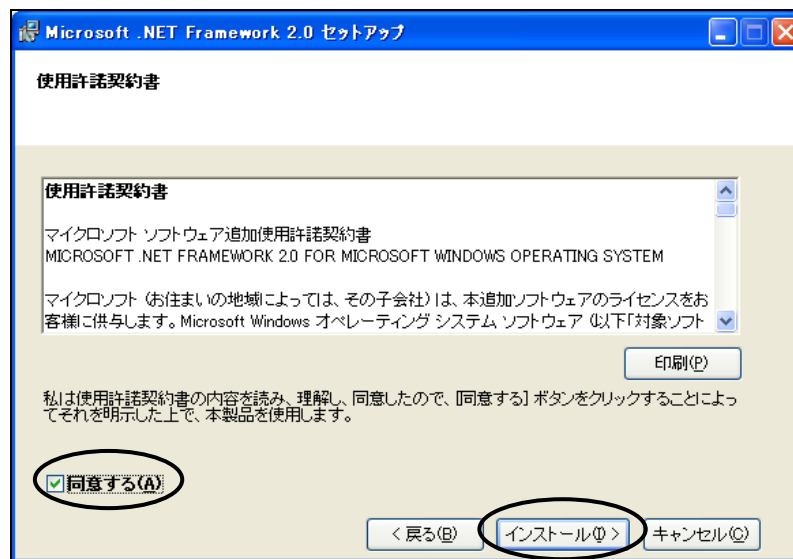 Microsoft .NET Framework 2.0 セットアップ
使用許諾契約書
使用許諾契約書
マイクロソフト ソフトウェア追加使用許諾契約書
MICROSOFT .NET FRAMEWORK 2.0 FOR MICROSOFT WINDOWS OPERATING SYSTEM
マイクロソフト (お住まいの地域によっては、その子会社) は、本追加ソフトウェアのライセンスをお
客様に供与します。Microsoft Windows オペレーティング システム ソフトウェア (以下「対象ソフト
印刷(P)
私は使用許諾契約書の内容を読み、理解し、同意したので、[同意する] ボタンをクリックすることによっ
てそれを明示した上で、本製品を使用します。
同意する(A)
< 戻る(B)
インストール(I) >
キャンセル(C)